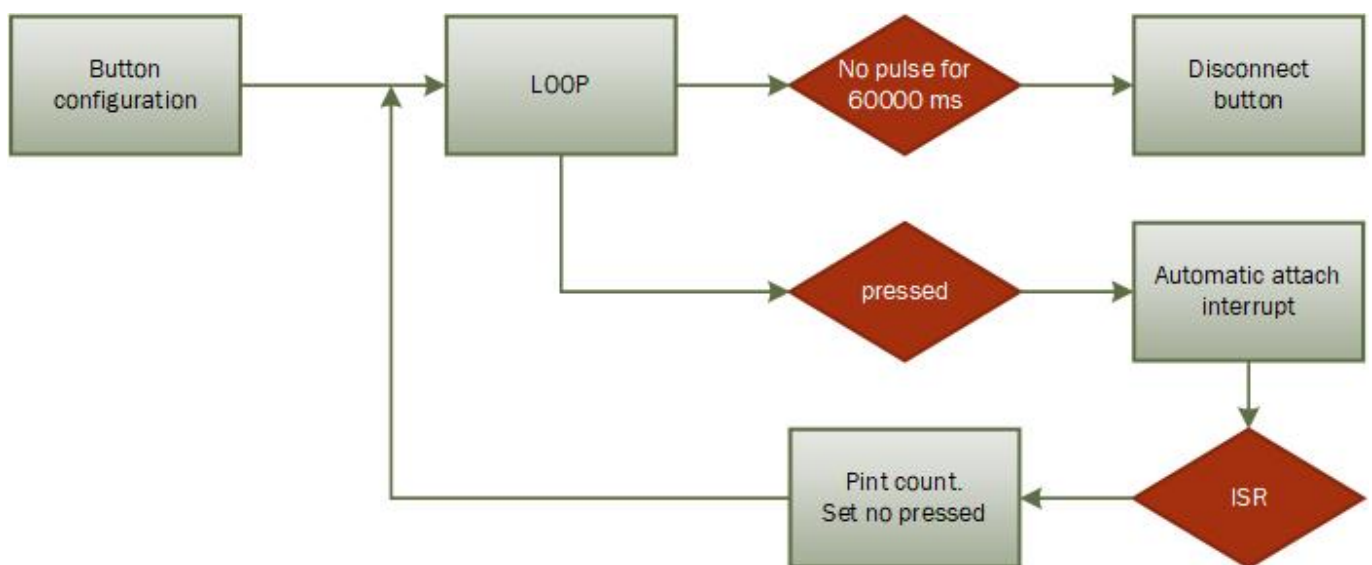 Button
configuration
LOOP
No pulse for
60000 ms
Disconnect
button
pressed
Automatic attach
interrupt
Pint count.
Set no pressed
ISR